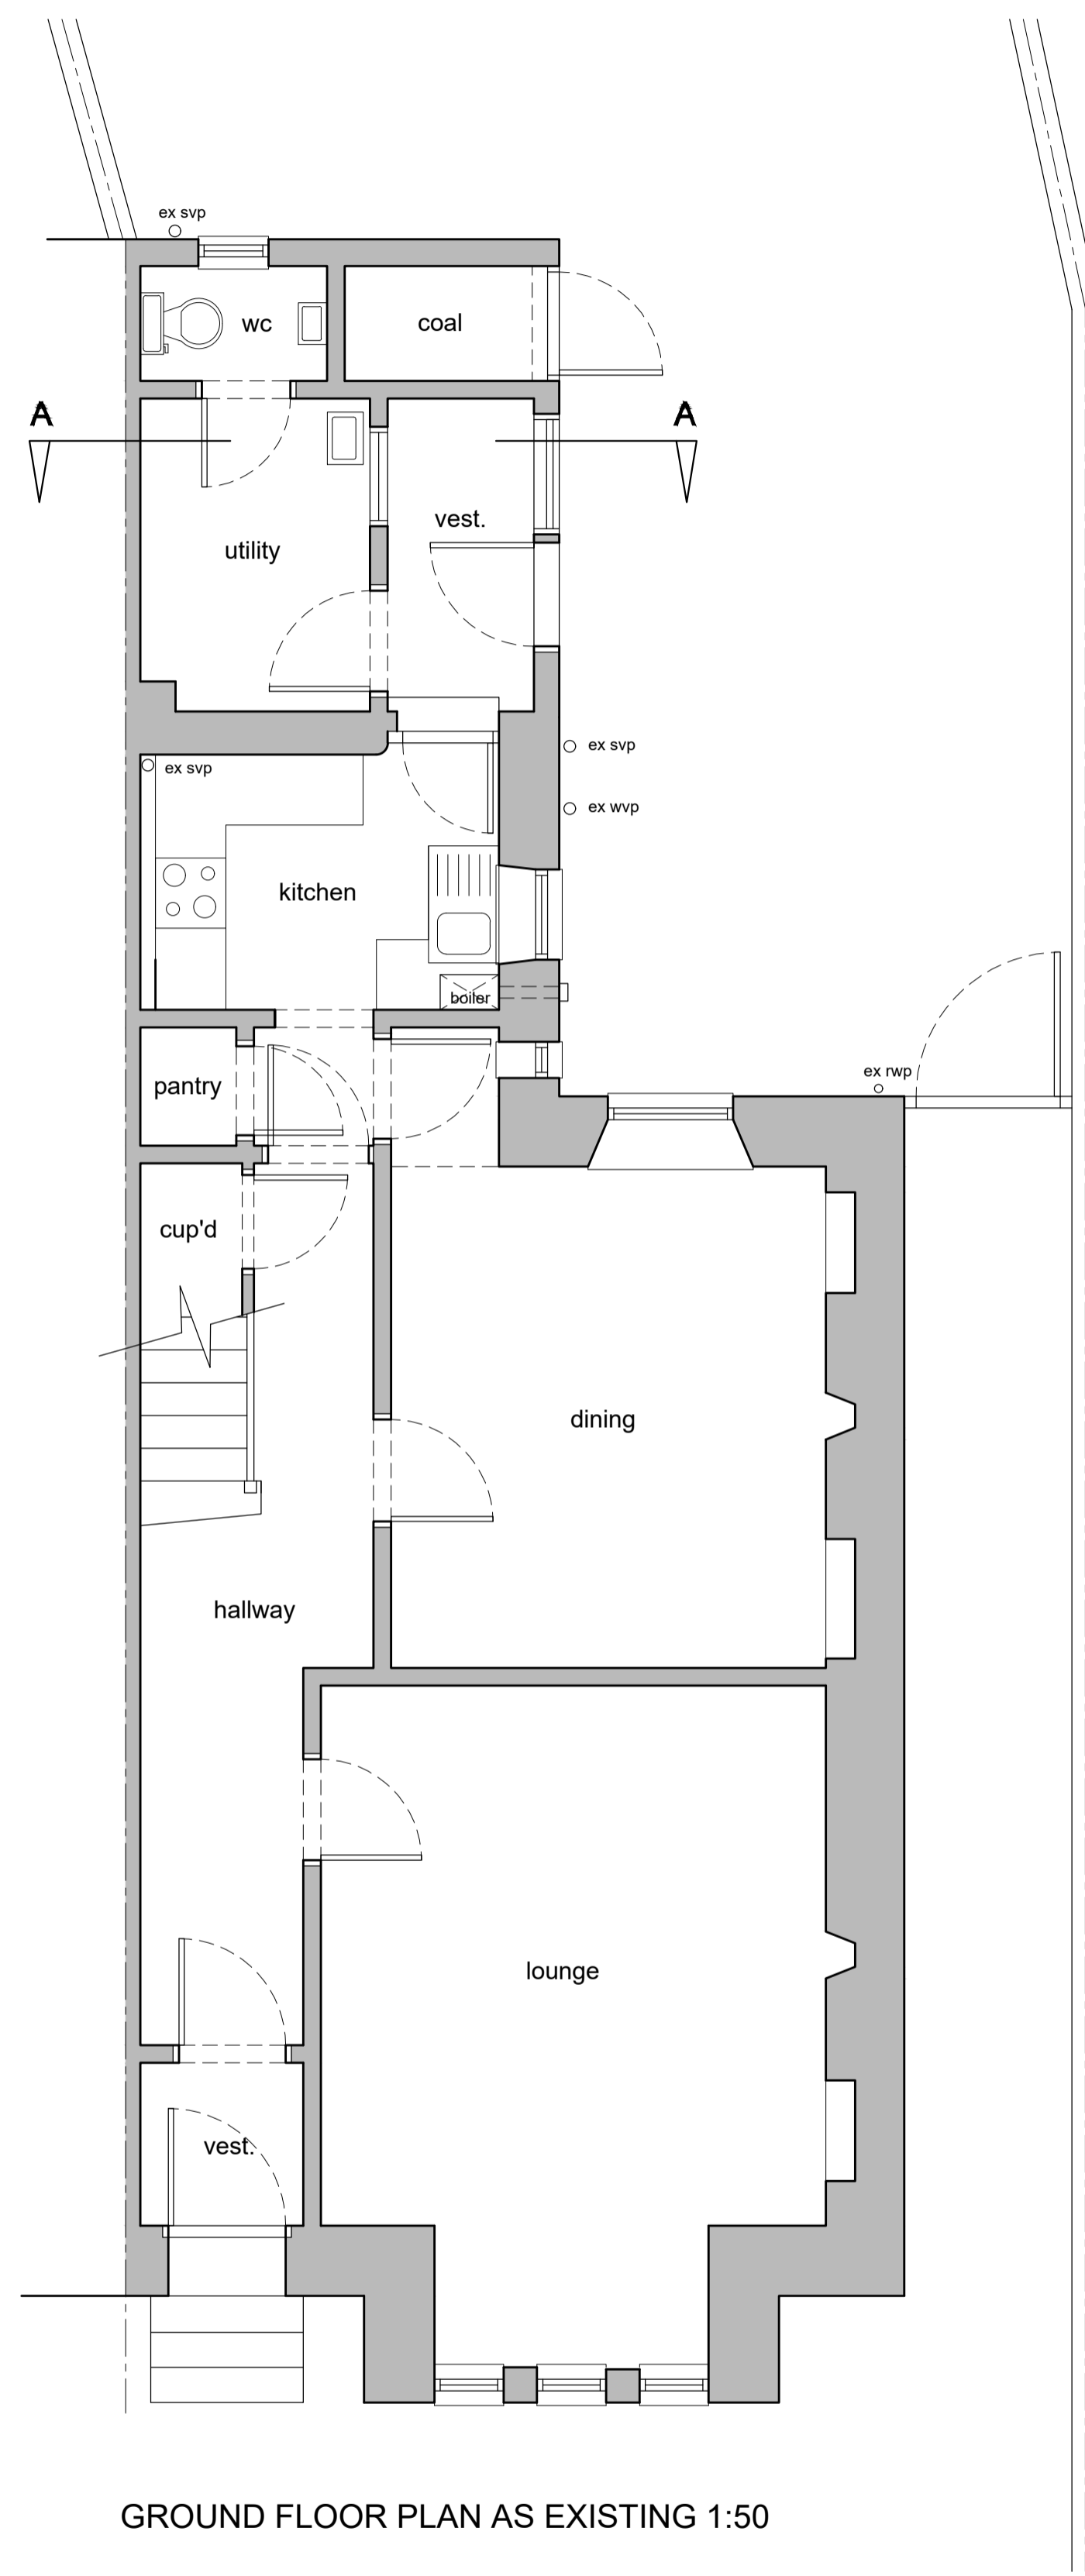 ex svp
wc
coal
A
A
vest.
utility
ex svp
ex svp
ex wvp
kitchen
boiler
ex rwp
pantry
cup'd
dining
hallway
lounge
vest.
GROUND FLOOR PLAN AS EXISTING 1:50